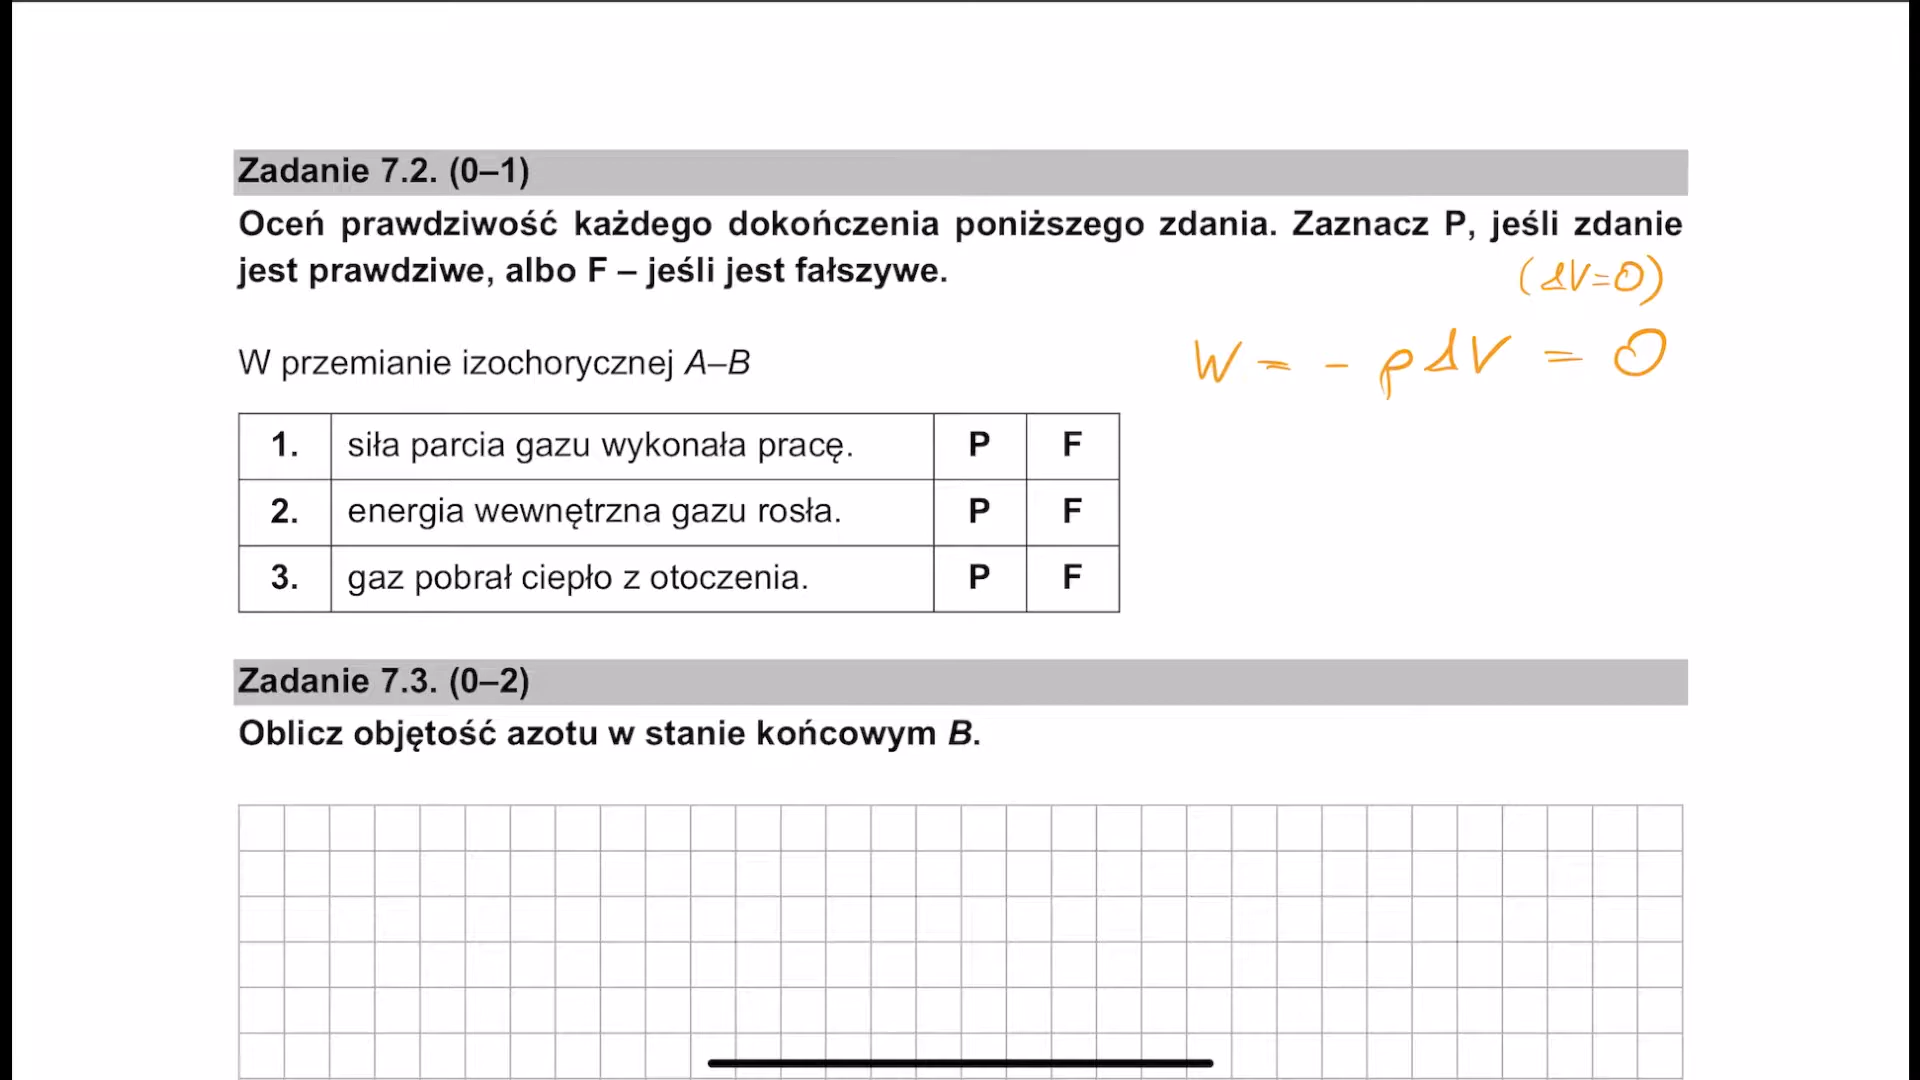 Zadanie 7.2. (0–1)
Oceń prawdziwość każdego dokończenia poniższego zdania. Zaznacz P, jeśli zdanie
jest prawdziwe, albo F – jeśli jest fałszywe.
(ΔV=0)
W przemianie izochorycznej A–B
W = - pΔV = 0
1. siła parcia gazu wykonała pracę. P F
2. energia wewnętrzna gazu rosła. P F
3. gaz pobrał ciepło z otoczenia. P F
Zadanie 7.3. (0–2)
Oblicz objętość azotu w stanie końcowym B.